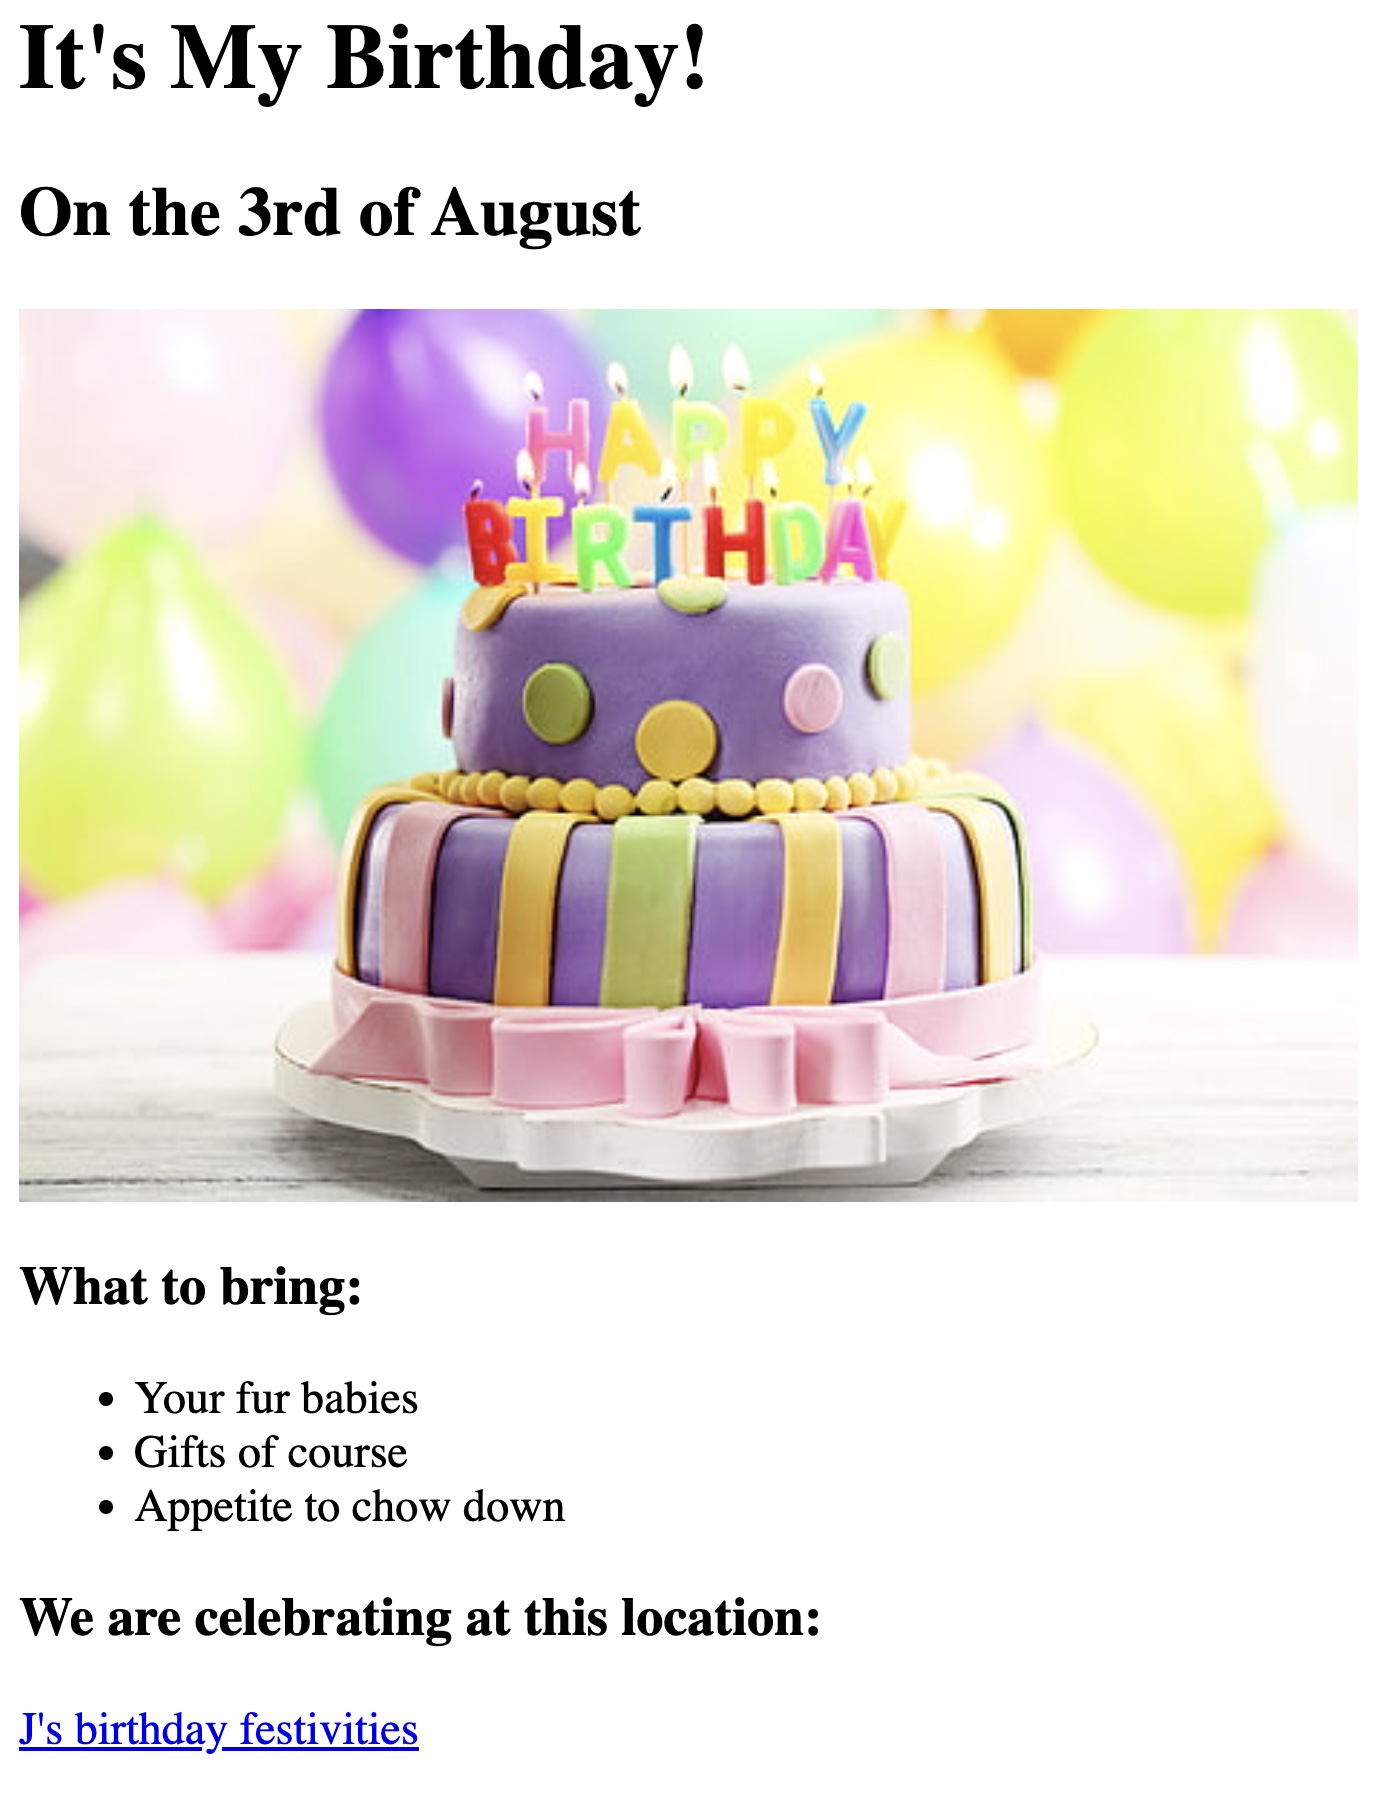 It's My Birthday!
On the 3rd of August
HAPPY
BIRTHDAY
What to bring:
Your fur babies
Gifts of course
Appetite to chow down
We are celebrating at this location:
J's birthday festivities